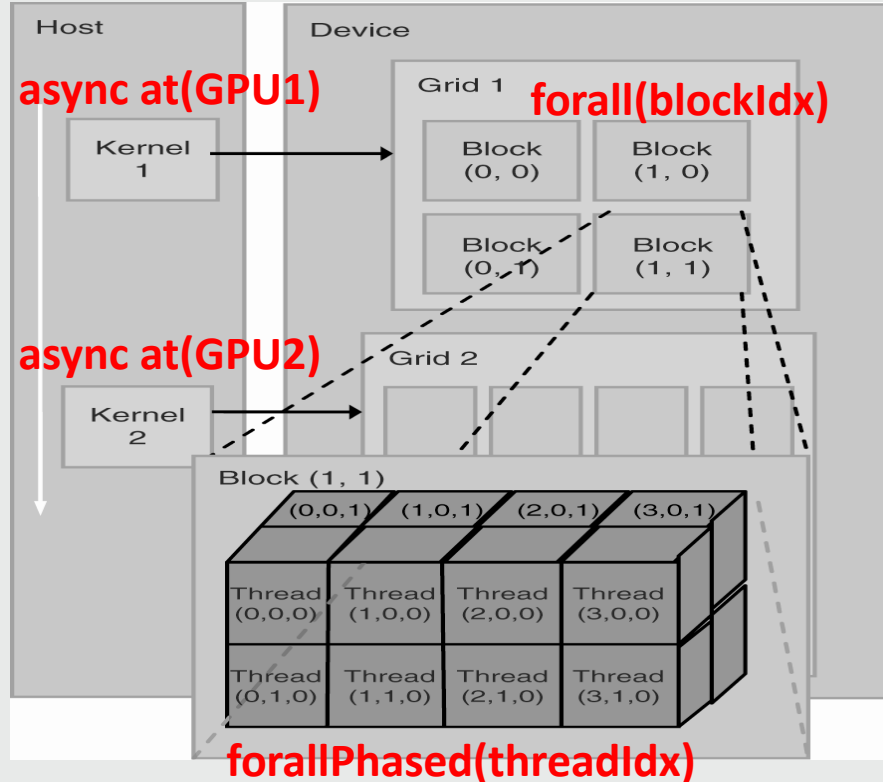 Host
Device
async at(GPU1)
Grid 1
forall(blockIdx)
Kernel
1
Block
(0, 0)
Block
(1, 0)
Block
(0, 1)
Block
(1, 1)
async at(GPU2)
Grid 2
Kernel
2
Block (1, 1)
(0,0,1)
(1,0,1)
(2,0,1)
(3,0,1)
Thread
(0,0,0)
Thread
(1,0,0)
Thread
(2,0,0)
Thread
(3,0,0)
Thread
(0,1,0)
Thread
(1,1,0)
Thread
(2,1,0)
Thread
(3,1,0)
forallPhased(threadIdx)